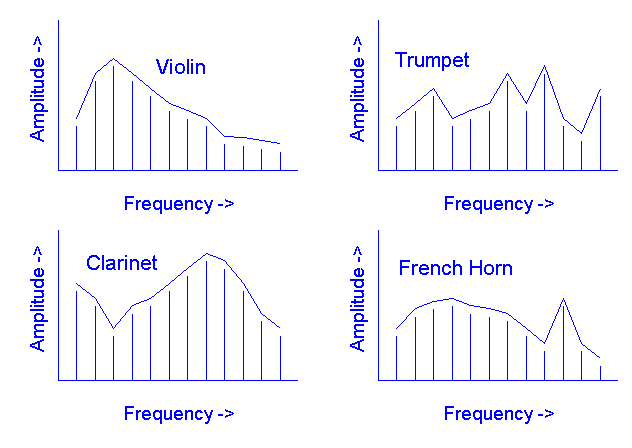 Violin
Amplitude ->
Frequency ->
Trumpet
Amplitude ->
Frequency ->
Clarinet
Amplitude ->
Frequency ->
French Horn
Amplitude ->
Frequency ->